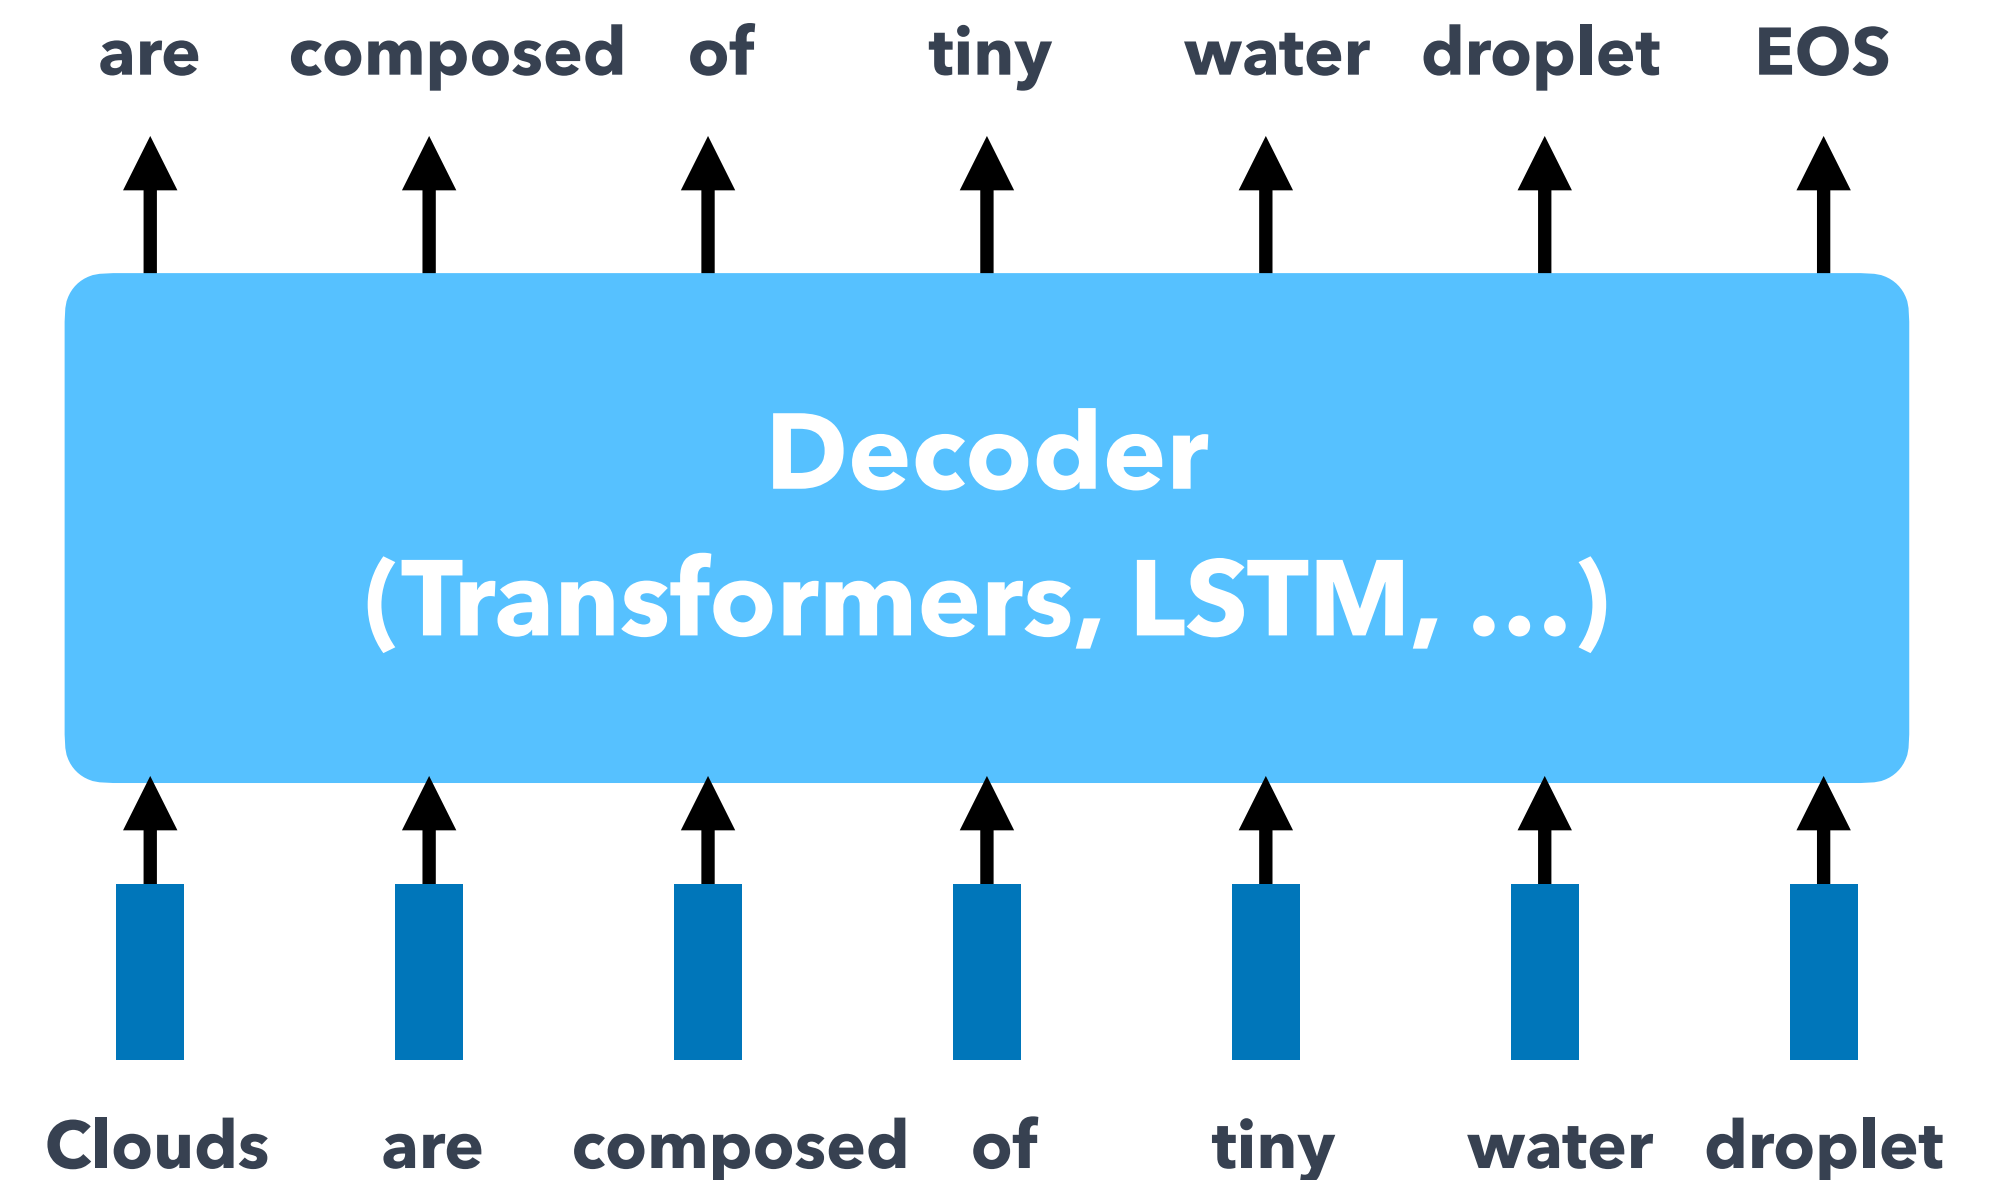 are composed of tiny water droplet EOS
Decoder
(Transformers, LSTM, ...)
Clouds are composed of tiny water droplet